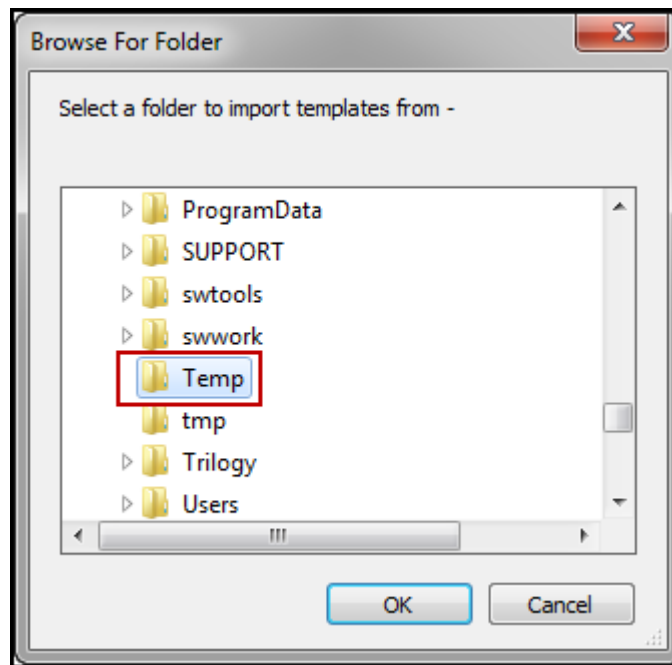 Browse For Folder
Select a folder to import templates from -
ProgramData
SUPPORT
swtools
swwork
Temp
tmp
Trilogy
Users
OK Cancel